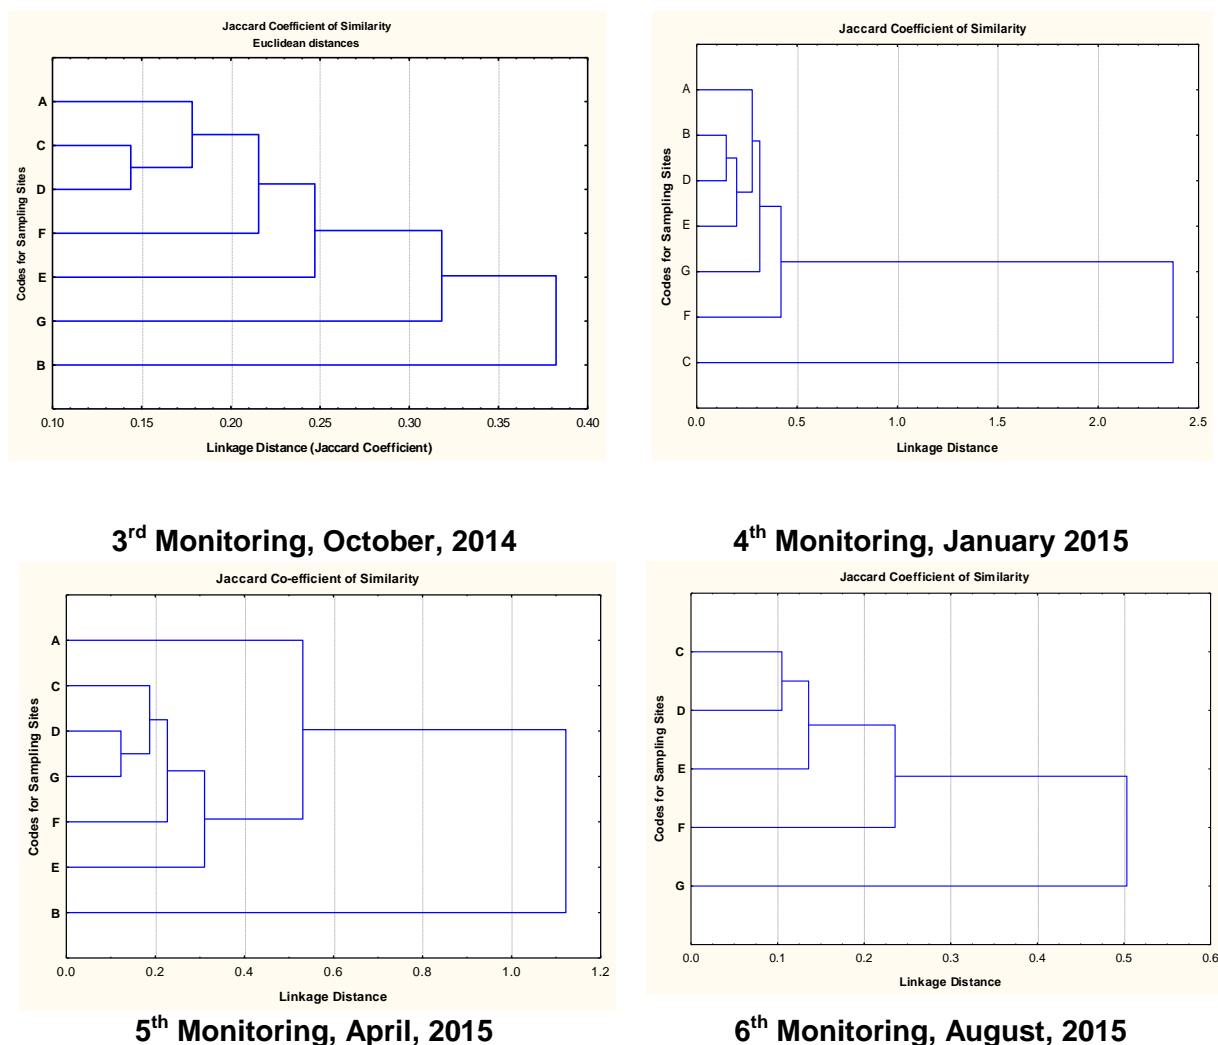 Jaccard Coefficient of Similarity
Euclidean distances
Codes for Sampling Sites
A
C
D
F
E
G
B
0.10 0.15 0.20 0.25 0.30 0.35 0.40
Linkage Distance (Jaccard Coefficient)
3rd Monitoring, October, 2014
Jaccard Coefficient of Similarity
Codes for Sampling Sites
A
B
D
E
G
F
C
0.0 0.5 1.0 1.5 2.0 2.5
Linkage Distance
4th Monitoring, January 2015
Jaccard Co-efficient of Similarity
Codes for Sampling Sites
A
C
D
G
F
E
B
0.0 0.2 0.4 0.6 0.8 1.0 1.2
Linkage Distance
5th Monitoring, April, 2015
Jaccard Coefficient of Similarity
Codes for Sampling Sites
C
D
E
F
G
0.0 0.1 0.2 0.3 0.4 0.5 0.6
Linkage Distance
6th Monitoring, August, 2015